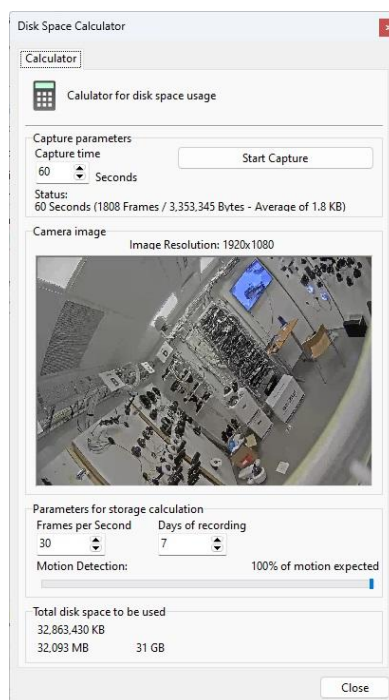 Disk Space Calculator
Calculator
Calulator for disk space usage
Capture parameters
Capture time
60
Seconds
Start Capture
Status:
60 Seconds (1808 Frames / 3,353,345 Bytes - Average of 1.8 KB)
Camera image
Image Resolution: 1920x1080
Parameters for storage calculation
Frames per Second Days of recording
30 7
Motion Detection: 100% of motion expected
Total disk space to be used
32,863,430 KB
32,093 MB 31 GB
Close